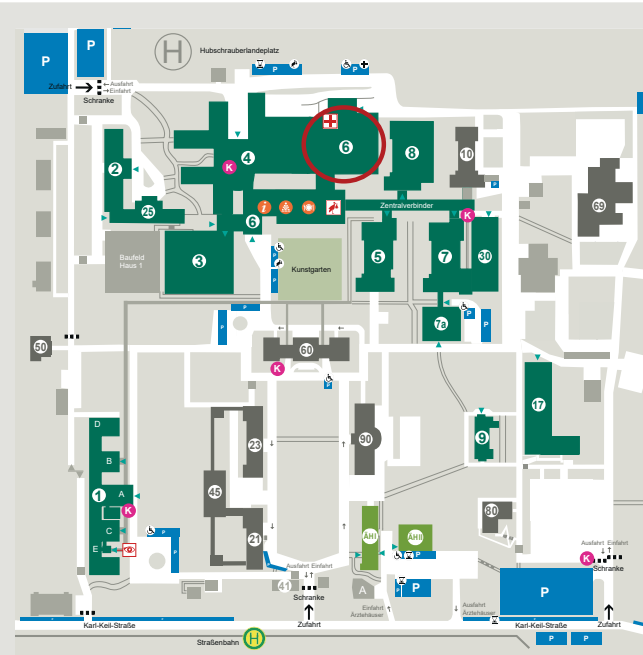 P
P
H
Hubschrauberlandeplatz
P
P
Zufahrt
←Ausfahrt
→Einfahrt
Schranke
2
4
K
6
8
10
25
69
i
6
Zentralverbinder
K
Baufeld
Haus 1
3
Kunstgarten
P
P
5
7
30
P
P
7a
P
P
P
50
60
K
P
17
D
B
1
A
K
C
E
23
45
21
90
9
80
P
P
ÄHI
ÄHII
P
P
41
A
Ausfahrt Einfahrt
Schranke
Zufahrt
Einfahrt
Ärztehäuser
Ausfahrt
Ärztehäuser
K
Ausfahrt Einfahrt
Schranke
P
Karl-Keil-Straße
Karl-Keil-Straße
Zufahrt
Straßenbahn
H
P
P